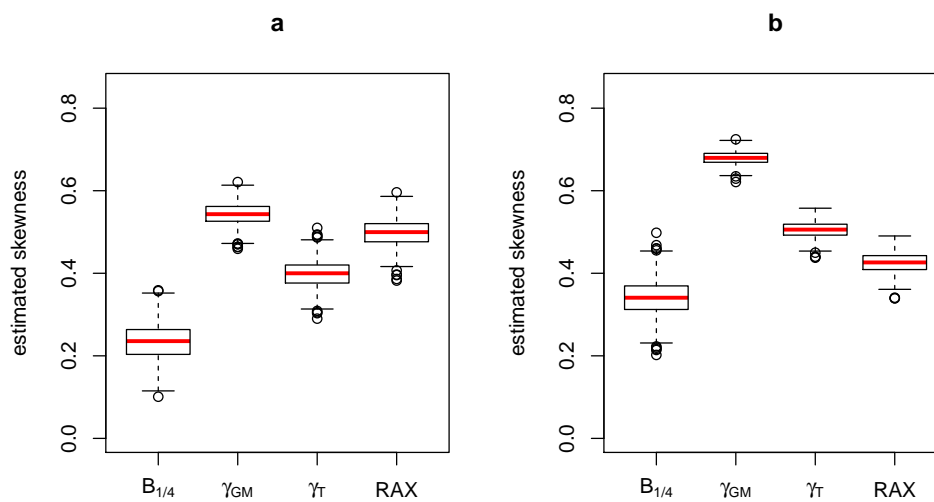 a
estimated skewness
0.0
0.2
0.4
0.6
0.8
B1/4
γGM
γT
RAX
b
estimated skewness
0.0
0.2
0.4
0.6
0.8
B1/4
γGM
γT
RAX